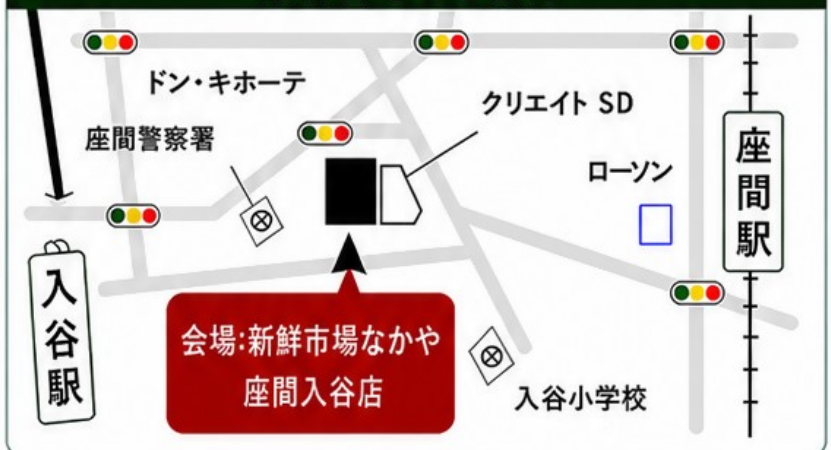 ドン・キホーテ
クリエイト SD
座間警察署
ローソン
座間駅
入谷駅
会場:新鮮市場なかや
座間入谷店
入谷小学校